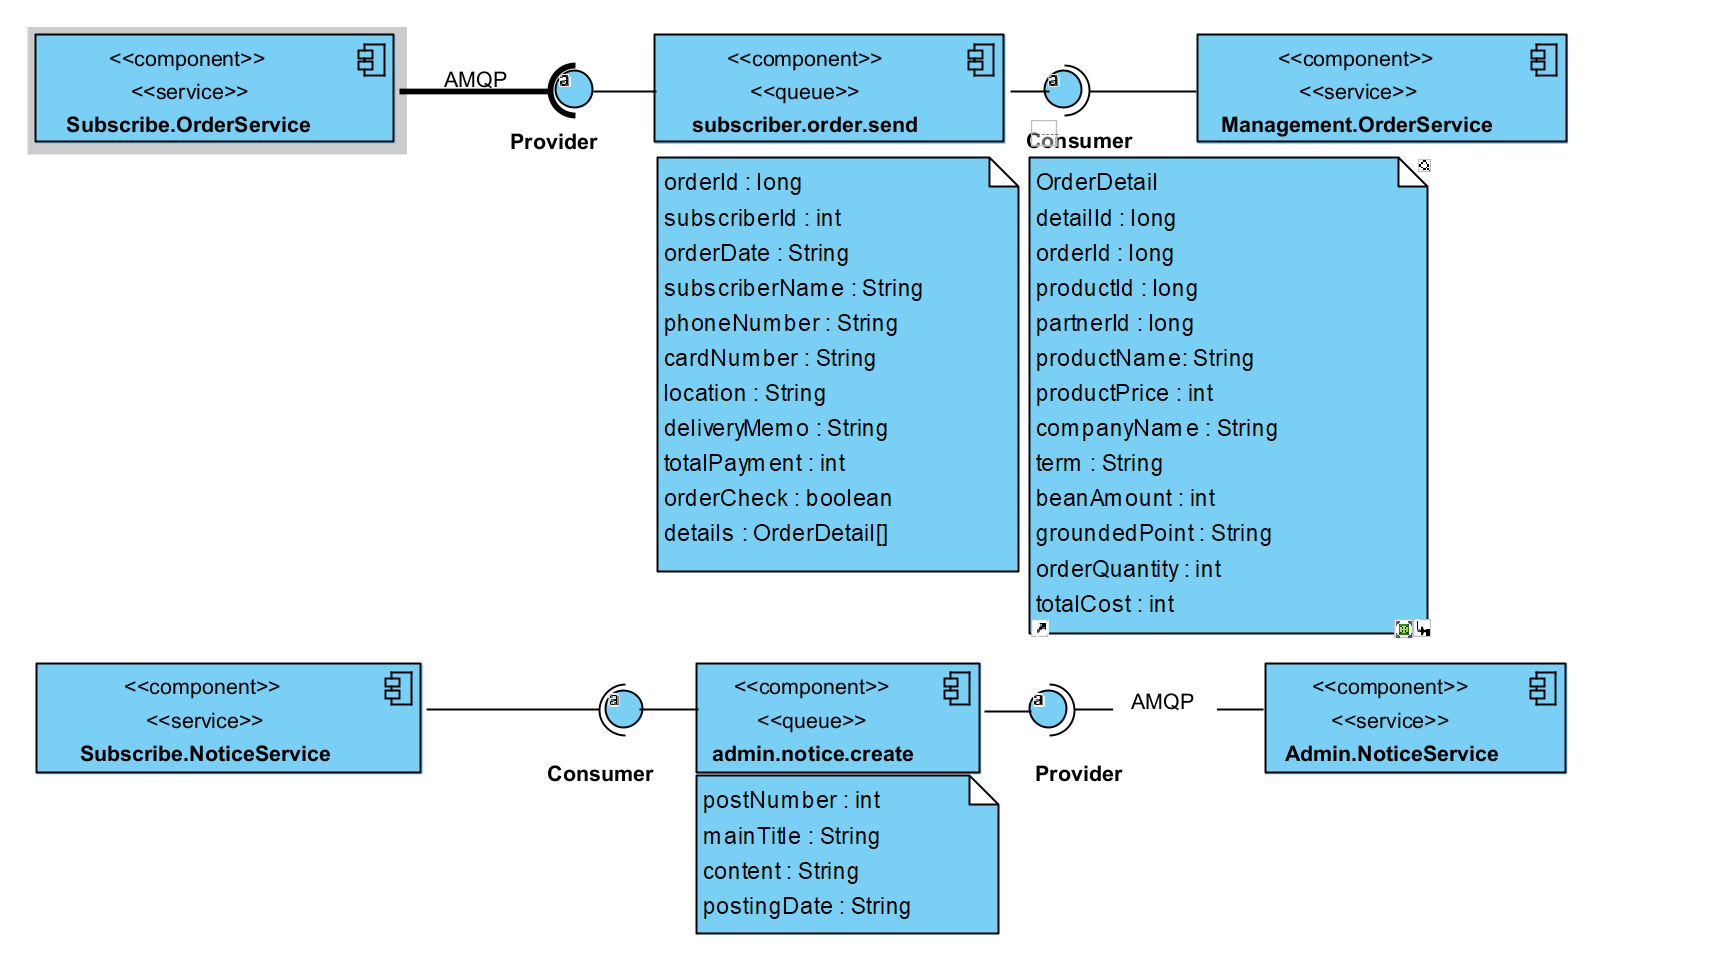 <<component>>
<<service>>
Subscribe.OrderService
AMQP
a
Provider
<<component>>
<<queue>>
subscriber.order.send
a
Consumer
<<component>>
<<service>>
Management.OrderService
orderId : long
subscriberId : int
orderDate : String
subscriberName : String
phoneNumber : String
cardNumber : String
location : String
deliveryMemo : String
totalPayment : int
orderCheck : boolean
details : OrderDetail[]
OrderDetail
detailId : long
orderId : long
productId : long
partnerId : long
productName: String
productPrice : int
companyName : String
term : String
beanAmount : int
groundedPoint : String
orderQuantity : int
totalCost : int
<<component>>
<<service>>
Subscribe.NoticeService
a
Consumer
<<component>>
<<queue>>
admin.notice.create
a
Provider
AMQP
<<component>>
<<service>>
Admin.NoticeService
postNumber : int
mainTitle : String
content : String
postingDate : String